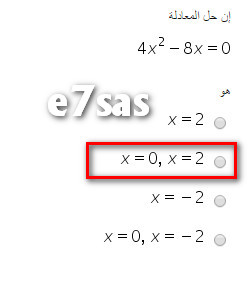 إن حل المعادلة
4x² − 8x = 0
هو
e7sas
x = 2
x = 0, x = 2
x = − 2
x = 0, x = − 2